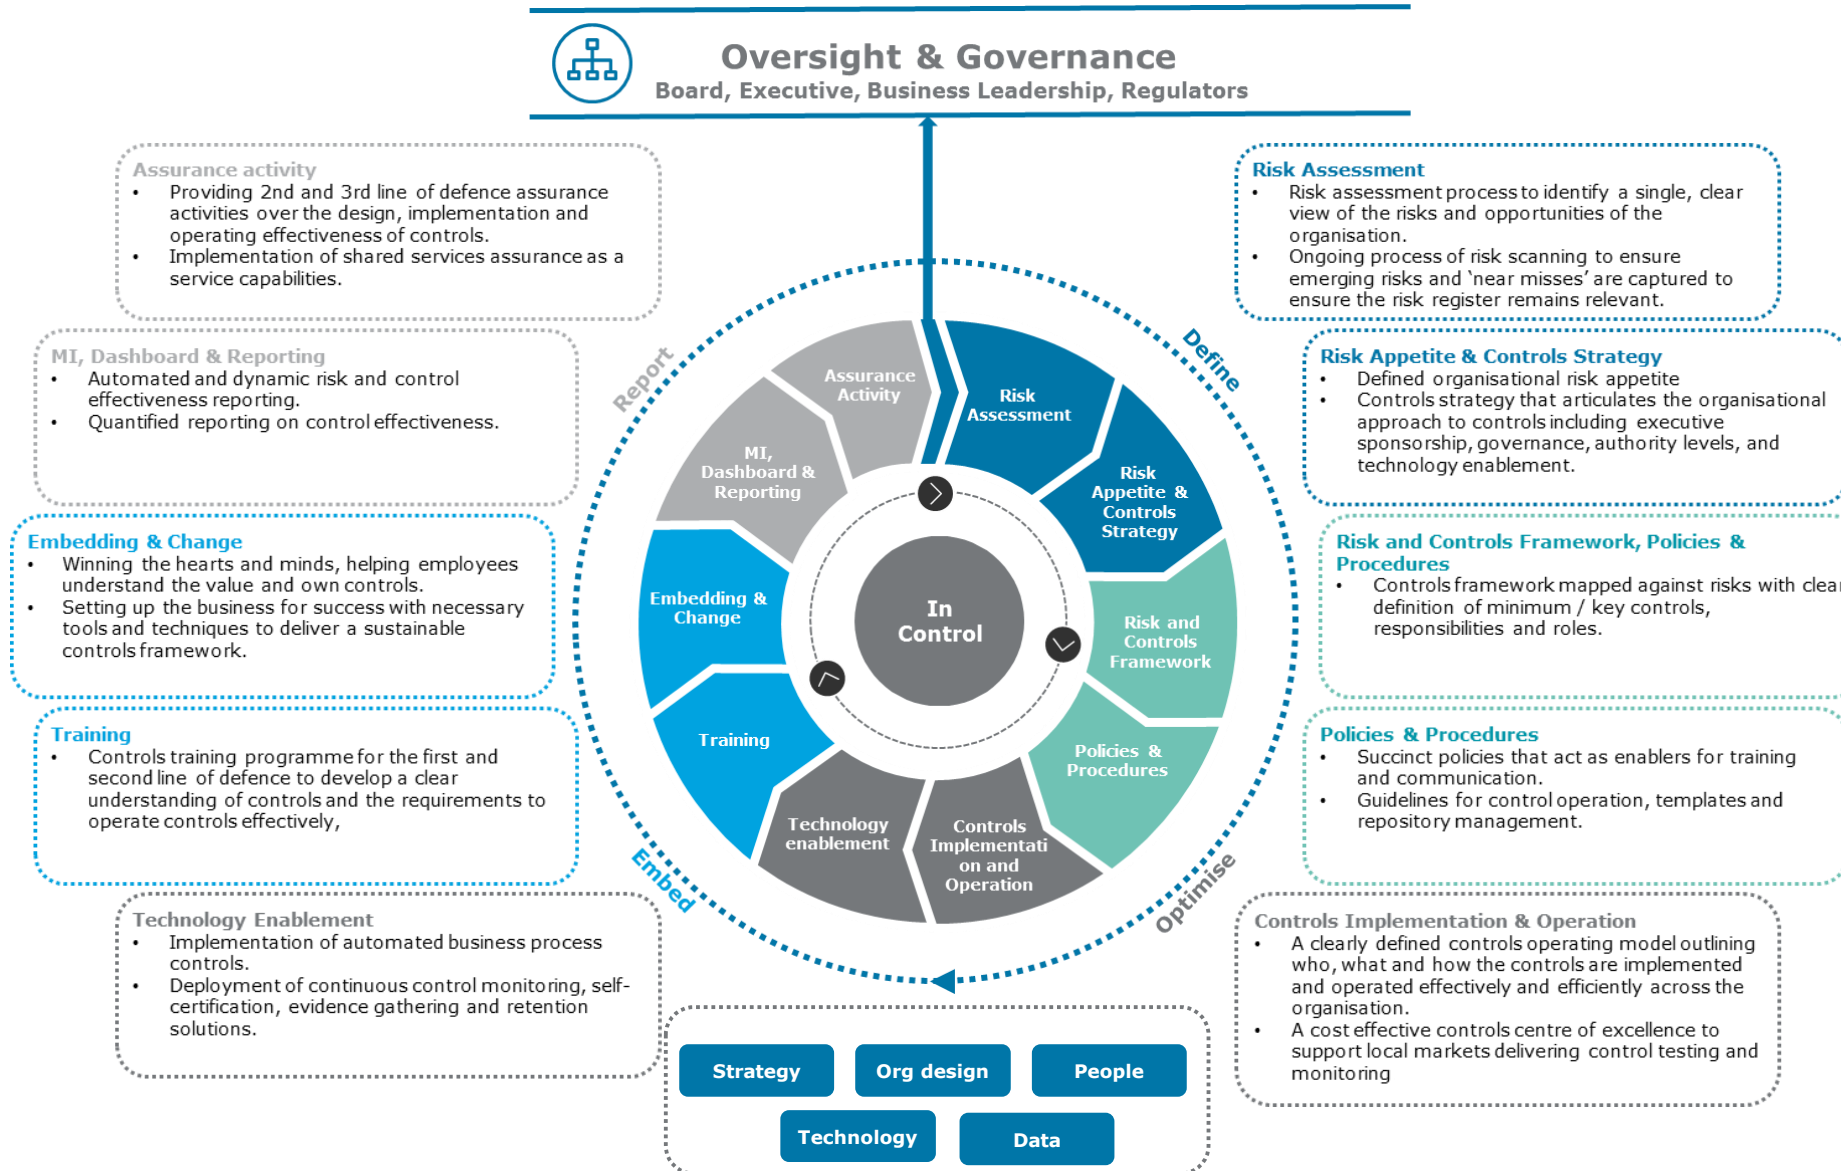 Oversight & Governance
Board, Executive, Business Leadership, Regulators
Assurance activity
• Providing 2nd and 3rd line of defence assurance
activities over the design, implementation and
operating effectiveness of controls.
• Implementation of shared services assurance as a
service capabilities.
MI, Dashboard & Reporting
• Automated and dynamic risk and control
effectiveness reporting.
• Quantified reporting on control effectiveness.
Embedding & Change
• Winning the hearts and minds, helping employees
understand the value and own controls.
• Setting up the business for success with necessary
tools and techniques to deliver a sustainable
controls framework.
Training
• Controls training programme for the first and
second line of defence to develop a clear
understanding of controls and the requirements to
operate controls effectively,
Technology Enablement
• Implementation of automated business process
controls.
• Deployment of continuous control monitoring, self-
certification, evidence gathering and retention
solutions.
Report
Define
Optimise
Embed
Assurance
Activity
Risk
Assessment
MI,
Dashboard &
Reporting
Risk
Appetite &
Controls
Strategy
Embedding &
Change
In
Control
Risk and
Controls
Framework
Training
Policies &
Procedures
Technology
enablement
Controls
Implementati
on and
Operation
Risk Assessment
• Risk assessment process to identify a single, clear
view of the risks and opportunities of the
organisation.
• Ongoing process of risk scanning to ensure
emerging risks and ‘near misses’ are captured to
ensure the risk register remains relevant.
Risk Appetite & Controls Strategy
• Defined organisational risk appetite
• Controls strategy that articulates the organisational
approach to controls including executive
sponsorship, governance, authority levels, and
technology enablement.
Risk and Controls Framework, Policies &
Procedures
• Controls framework mapped against risks with clear
definition of minimum / key controls,
responsibilities and roles.
Policies & Procedures
• Succinct policies that act as enablers for training
and communication.
• Guidelines for control operation, templates and
repository management.
Controls Implementation & Operation
• A clearly defined controls operating model outlining
who, what and how the controls are implemented
and operated effectively and efficiently across the
organisation.
• A cost effective controls centre of excellence to
support local markets delivering control testing and
monitoring
Strategy
Org design
People
Technology
Data